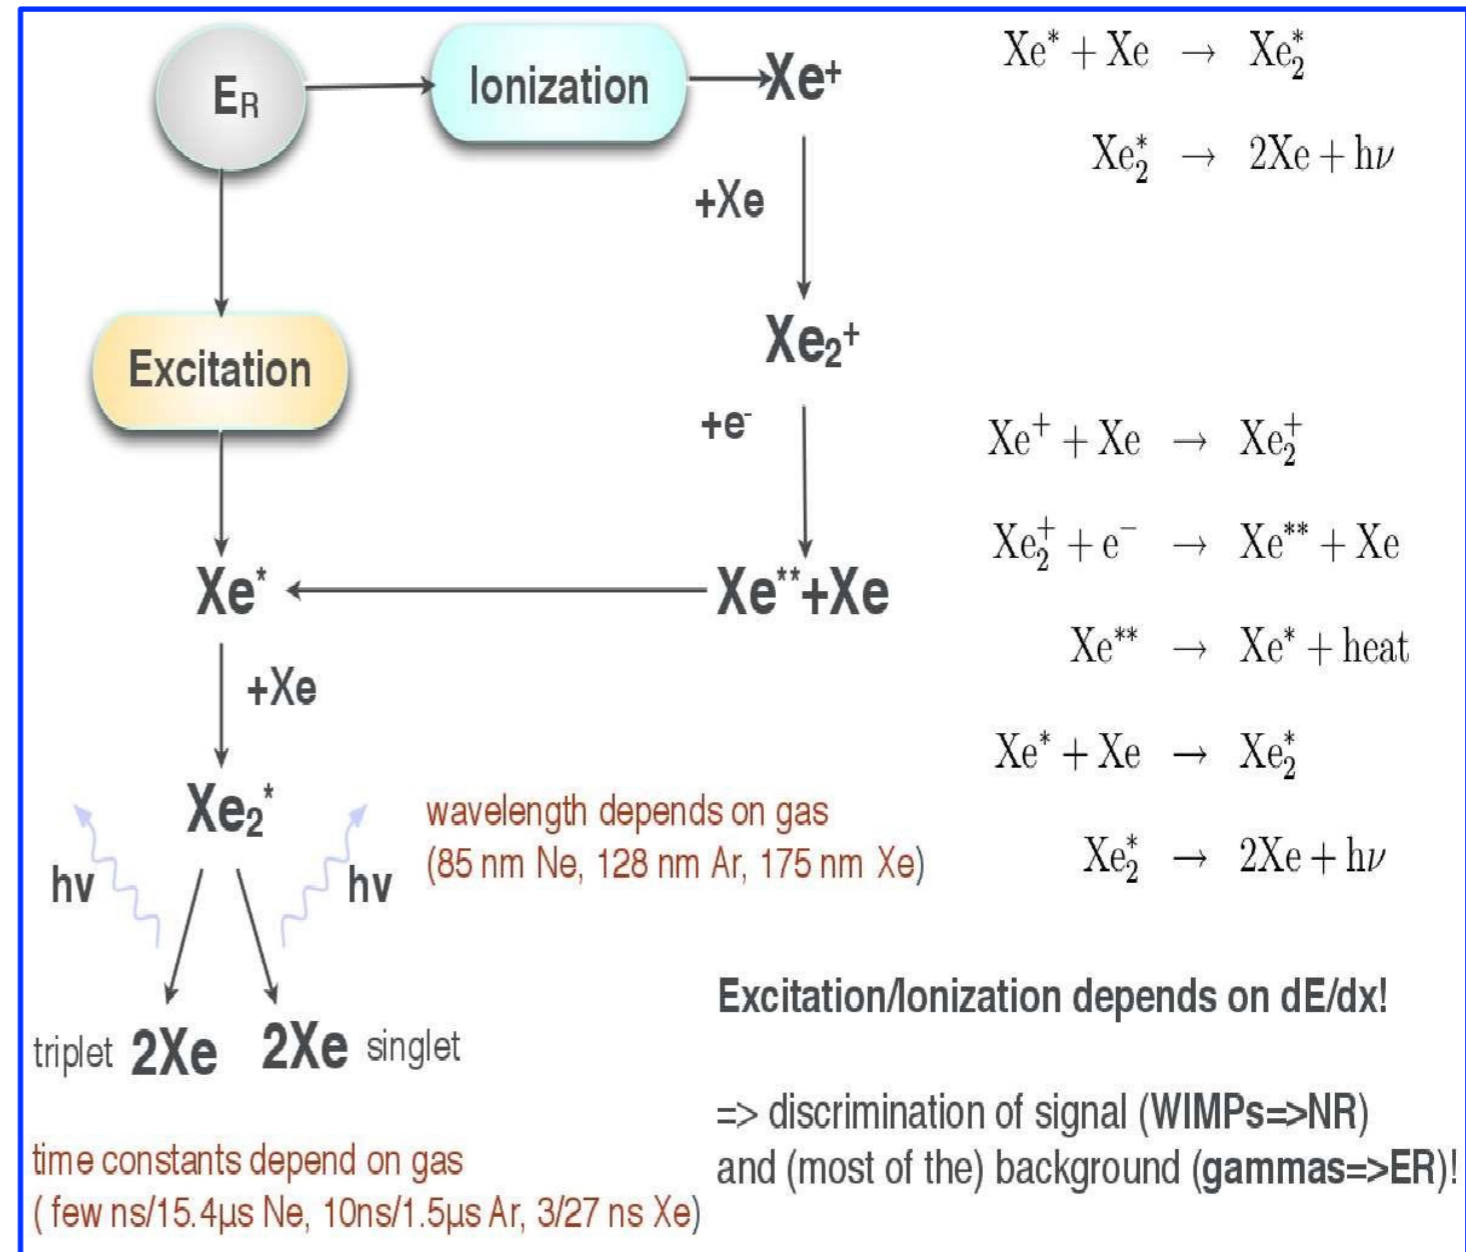 E_R
Ionization
Xe⁺
Xe* + Xe → Xe₂*
Xe₂* → 2Xe + hν
+Xe
Excitation
Xe₂⁺
+e⁻
Xe⁺ + Xe → Xe₂⁺
Xe₂⁺ + e⁻ → Xe** + Xe
Xe** → Xe* + heat
Xe* + Xe → Xe₂*
Xe₂* → 2Xe + hν
Xe*
Xe**+Xe
+Xe
Xe₂*
wavelength depends on gas
(85 nm Ne, 128 nm Ar, 175 nm Xe)
hν
hν
triplet 2Xe 2Xe singlet
time constants depend on gas
( few ns/15.4μs Ne, 10ns/1.5μs Ar, 3/27 ns Xe)
Excitation/Ionization depends on dE/dx!
=> discrimination of signal (WIMPs=>NR)
and (most of the) background (gammas=>ER)!